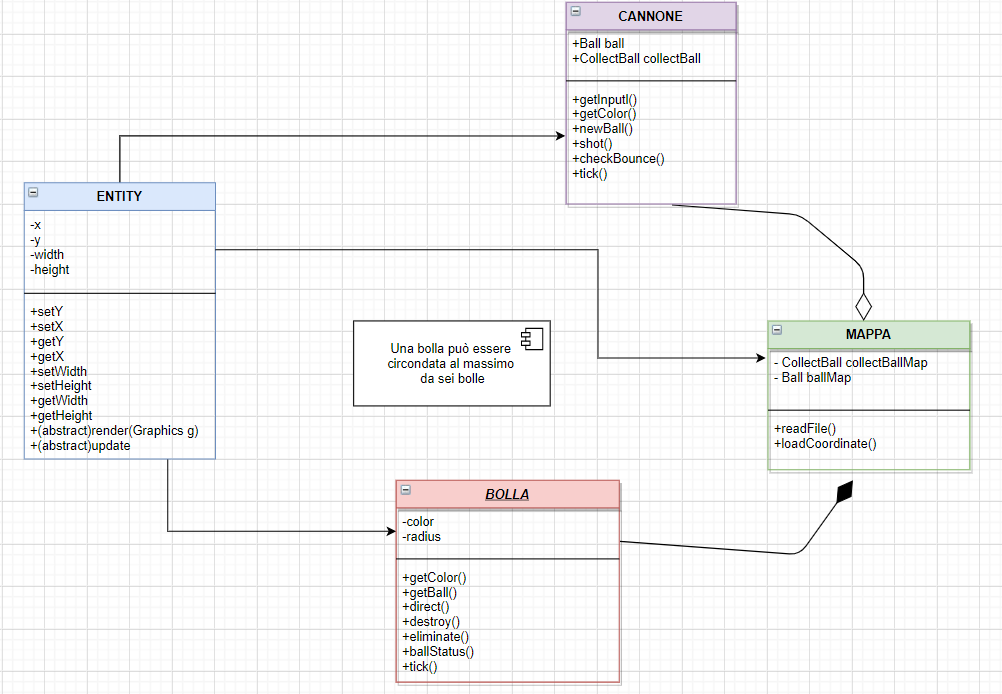 CANNONE
+Ball ball
+CollectBall collectBall
+getInputI()
+getColor()
+newBall()
+shot()
+checkBounce()
+tick()
ENTITY
-x
-y
-width
-height
+setY
+setX
+getY
+getX
+setWidth
+setHeight
+getWidth
+getHeight
+(abstract)render(Graphics g)
+(abstract)update
Una bolla può essere
circondata al massimo
da sei bolle
MAPPA
- CollectBall collectBallMap
- Ball ballMap
+readFile()
+loadCoordinate()
BOLLA
-color
-radius
+getColor()
+getBall()
+direct()
+destroy()
+eliminate()
+ballStatus()
+tick()